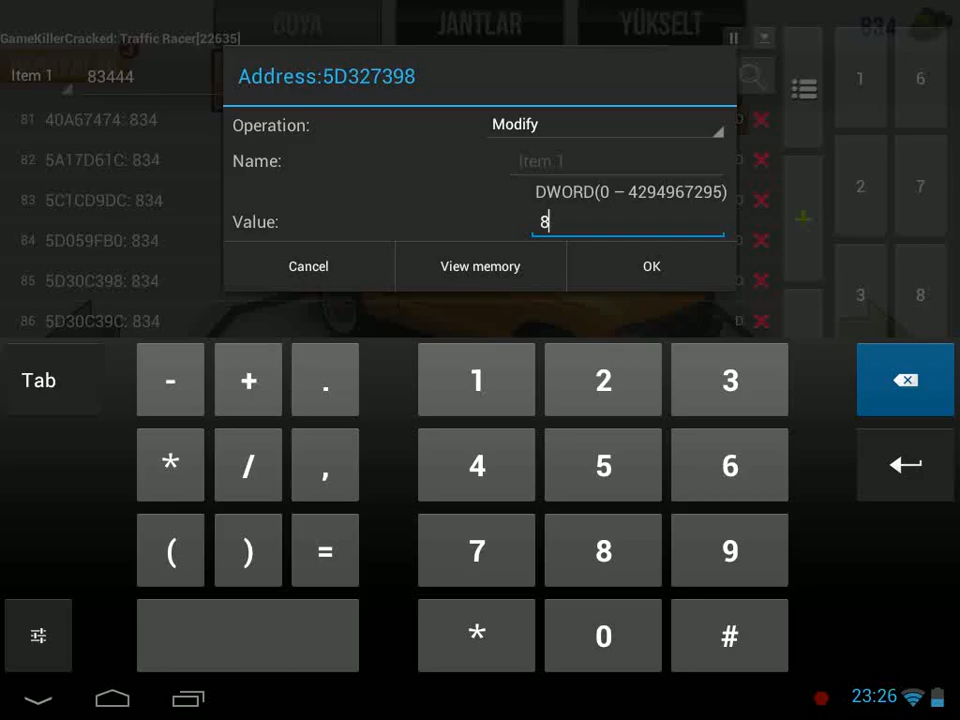 BOYA JANTLAR YÜKSELT 834
GameKillerCracked: Traffic Racer[22635]
Item 1 83444
Address:5D327398
1 6
81 40A67474: 834
Operation: Modify
82 5A17D61C: 834
Name: Item 1
83 5C1CD9DC: 834
DWORD(0 – 4294967295)
2 7
Value: 8
84 5D059FB0: 834
Cancel View memory OK
85 5D30C398: 834
3 8
86 5D30C39C: 834
D
Tab - + . 1 2 3
* / , 4 5 6
( ) = 7 8 9
* 0 #
23:26